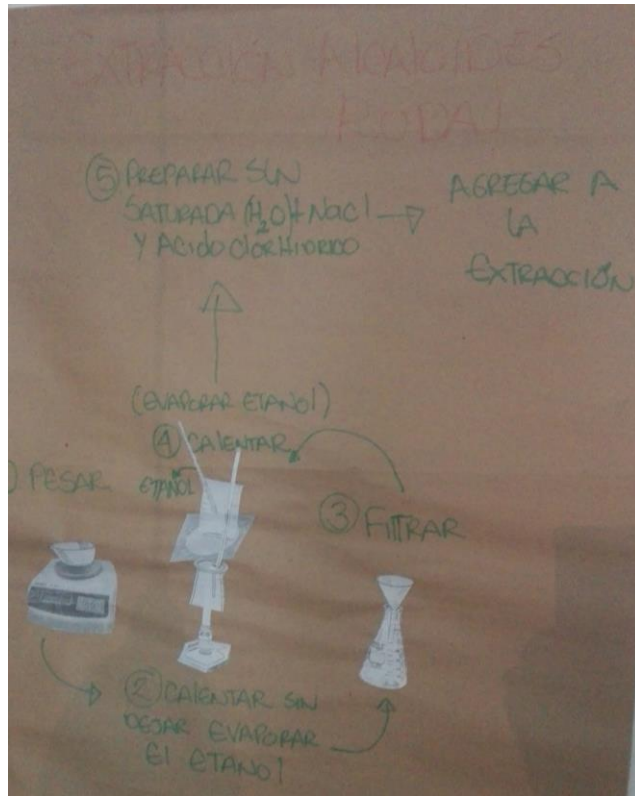 EXTRACCIÓN AlCAlOIDES
RUDA!
⑤ PREPARAR SLN
SATURADA (H₂O)+NaCl →
Y ACIDO CLORHIDRICO
AGREGAR A
LA
EXTRACCIÓN
(EVAPORAR ETANOl)
④ CALENTAR
ETANOL
) PESAR
③ FIlTRAR
② CALENTAR SIN
DEJAR EVAPORAR
El ETANOl